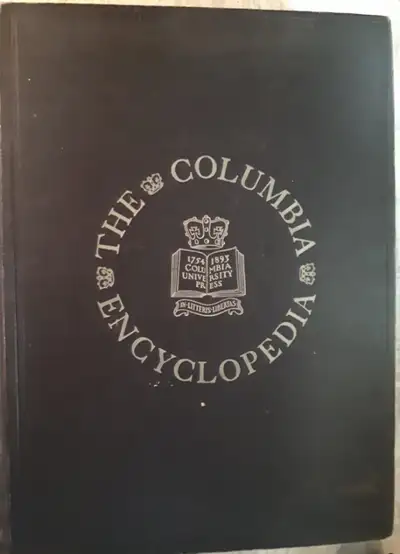 THE COLUMBIA
ENCYCLOPEDIA
1754 1893
COLUMBIA
UNIVERSITY
PRESS
IN·LITTERIS·LIBERTAS